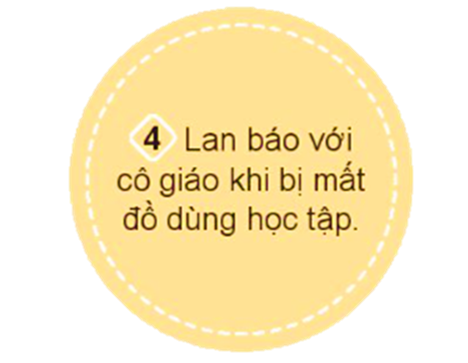 4 Lan báo với
cô giáo khi bị mất
đồ dùng học tập.